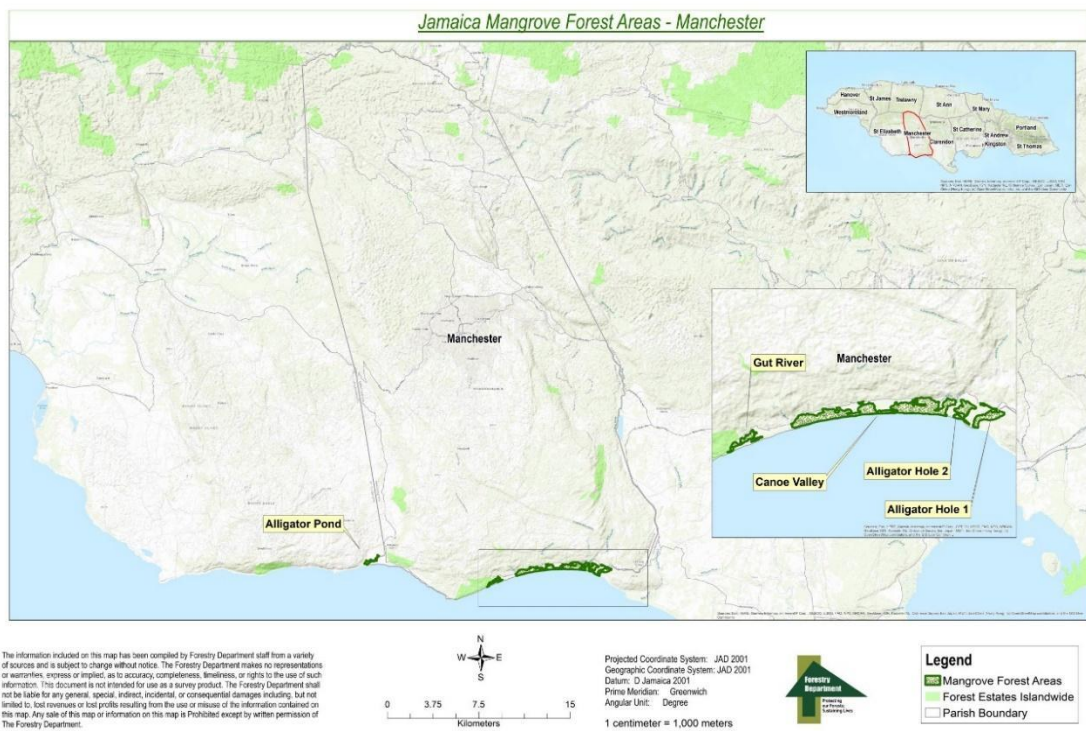 Jamaica Mangrove Forest Areas - Manchester
Hanover
St James
Trelawny
St Ann
St Mary
Westmoreland
St Elizabeth
Manchester
Clarendon
St Catherine
St Andrew
Kingston
Portland
St Thomas
Manchester
Gut River
Manchester
Canoe Valley
Alligator Hole 2
Alligator Hole 1
Alligator Pond
The information included on this map has been compiled by Forestry Department staff from a variety
of sources and is subject to change without notice. The Forestry Department makes no representations
or warranties, express or implied, as to accuracy, completeness, timeliness, or rights to the use of such
information. This document is not intended for use as a survey product. The Forestry Department shall
not be liable for any general, special, indirect, incidental, or consequential damages including, but not
limited to, lost revenues or lost profits resulting from the use or misuse of the information contained on
this map. Any sale of this map or information on this map is Prohibited except by written permission of
The Forestry Department.
N
W E
S
0 3.75 7.5 15
Kilometers
Projected Coordinate System: JAD 2001
Geographic Coordinate System: JAD 2001
Datum: D Jamaica 2001
Prime Meridian: Greenwich
Angular Unit: Degree
1 centimeter = 1,000 meters
Forestry
Department
Protecting
our Forests;
Sustaining Lives
Legend
Mangrove Forest Areas
Forest Estates Islandwide
Parish Boundary